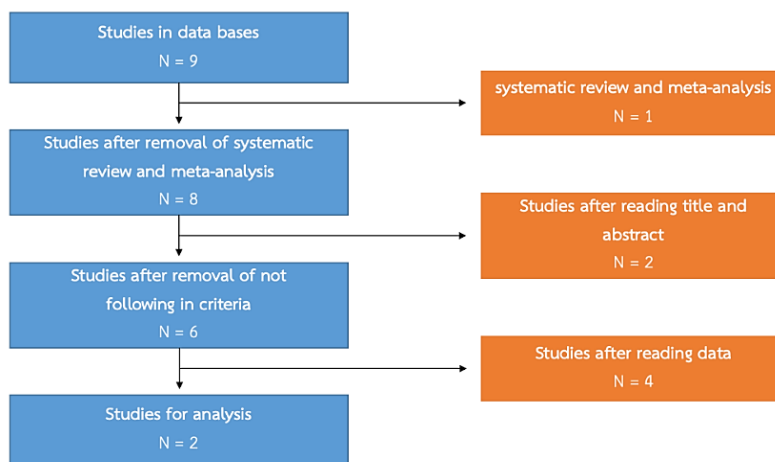 Studies in data bases
N = 9
systematic review and meta-analysis
N = 1
Studies after removal of systematic
review and meta-analysis
N = 8
Studies after reading title and
abstract
N = 2
Studies after removal of not
following in criteria
N = 6
Studies after reading data
N = 4
Studies for analysis
N = 2